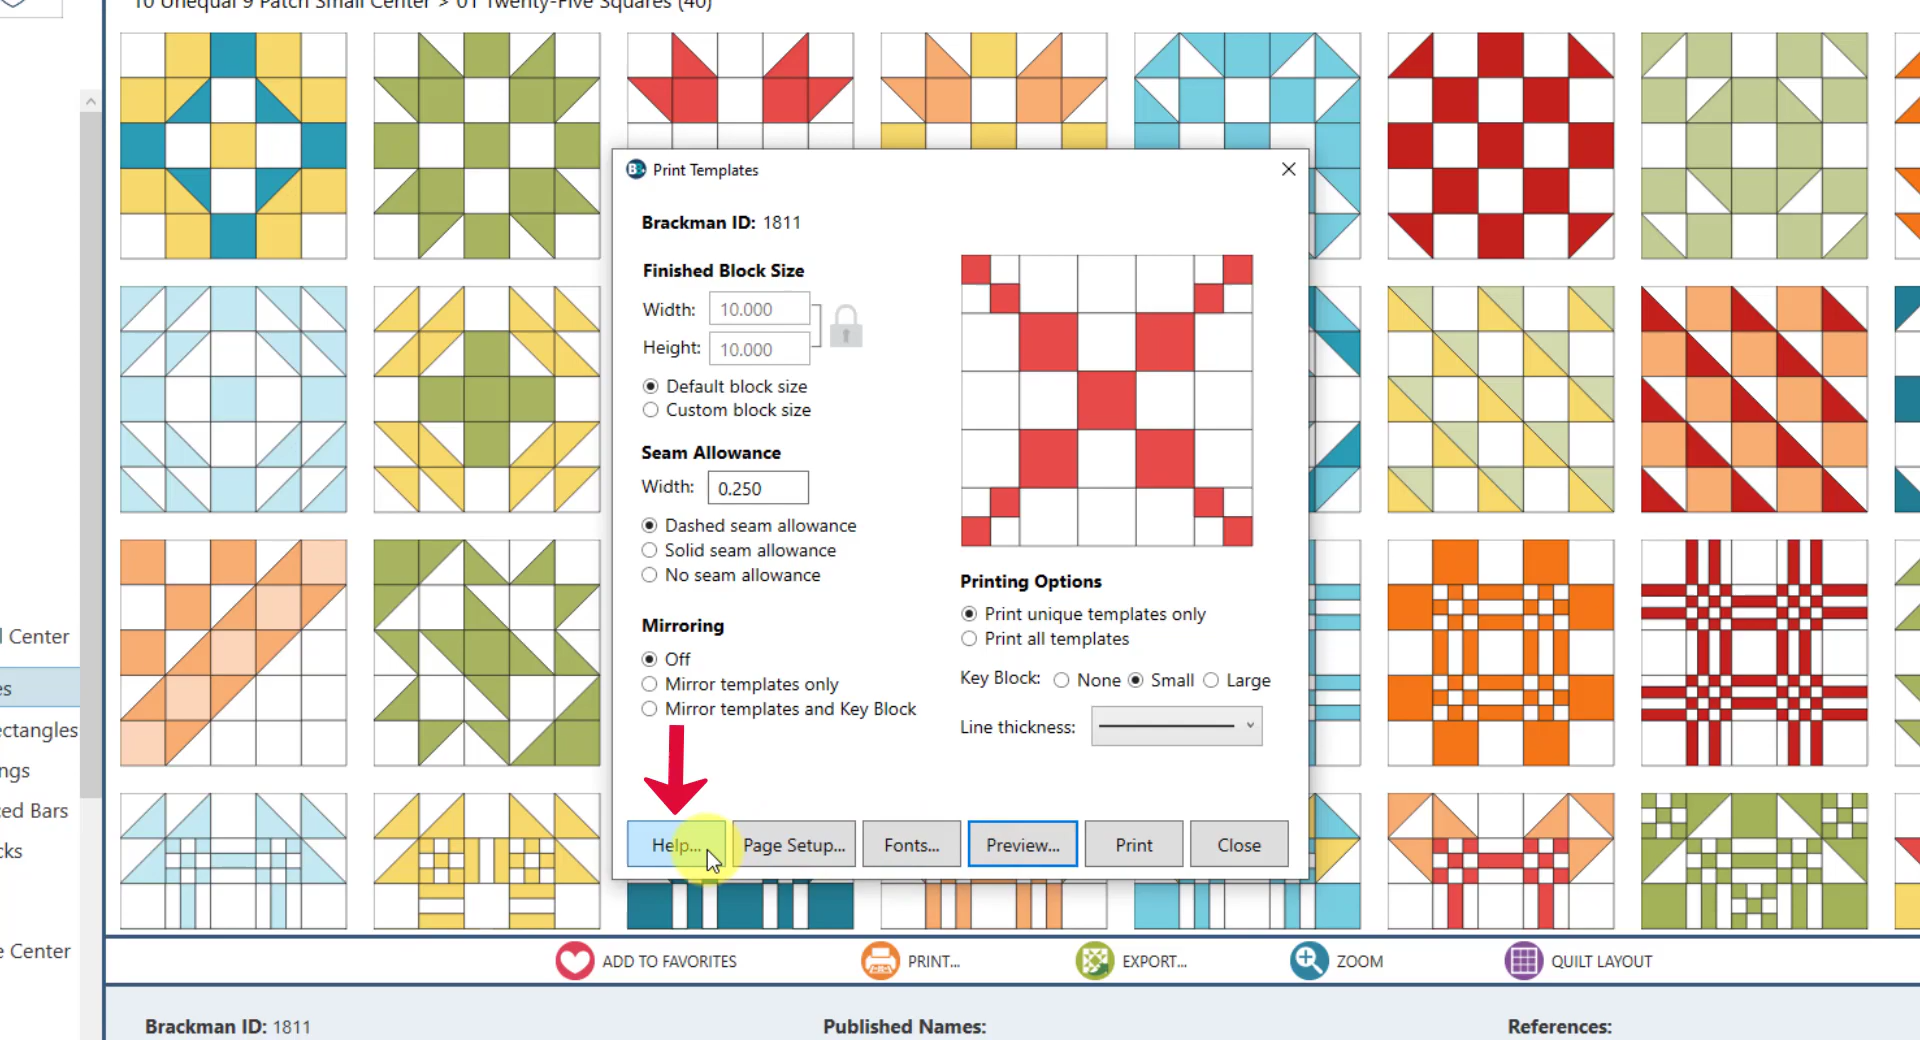 10 Unequal 9 Patch Small Center > 01 Twenty-Five Squares (40)
Print Templates
Brackman ID: 1811
Finished Block Size
Width: 10.000
Height: 10.000
Default block size
Custom block size
Seam Allowance
Width: 0.250
Dashed seam allowance
Solid seam allowance
No seam allowance
Mirroring
Off
Mirror templates only
Mirror templates and Key Block
Printing Options
Print unique templates only
Print all templates
Key Block: None Small Large
Line thickness:
Help... Page Setup... Fonts... Preview... Print Close
l Center
es
ectangles
ngs
ced Bars
cks
e Center
ADD TO FAVORITES PRINT... EXPORT... ZOOM QUILT LAYOUT
Brackman ID: 1811 Published Names: References: